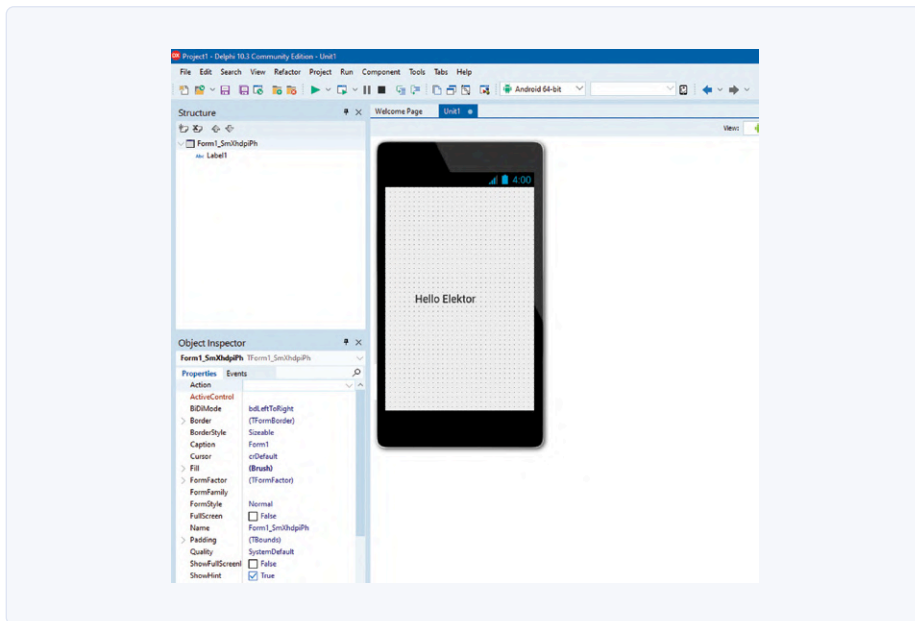 Project1 - Delphi 10.3 Community Edition - Unit1
File Edit Search View Refactor Project Run Component Tools Tabs Help
Android 64-bit
Structure
Welcome Page Unit1
View:
Form1_SmXhdpiPh
Label1
4:00
Hello Elektor
Object Inspector
Form1_SmXhdpiPh TForm1_SmXhdpiPh
Properties Events
Action
ActiveControl
BiDiMode bdLeftToRight
Border (TFormBorder)
BorderStyle Sizeable
Caption Form1
Cursor crDefault
Fill (Brush)
FormFactor (TFormFactor)
FormFamily
FormStyle Normal
FullScreen False
Name Form1_SmXhdpiPh
Padding (TBounds)
Quality SystemDefault
ShowFullScreenI False
ShowHint True